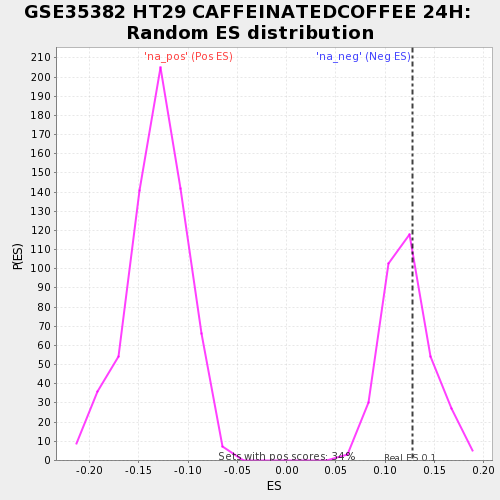 GSE35382 HT29 CAFFEINATEDCOFFEE 24H:
Random ES distribution
'na_pos' (Pos ES) 'na_neg' (Neg ES)
210
200
190
180
170
160
150
140
130
120
110
100
90
80
70
60
50
40
30
20
10
0
P(ES)
Sets with pos scores: 34%
Real ES 0.1
-0.20 -0.15 -0.10 -0.05 0.00 0.05 0.10 0.15 0.20
ES